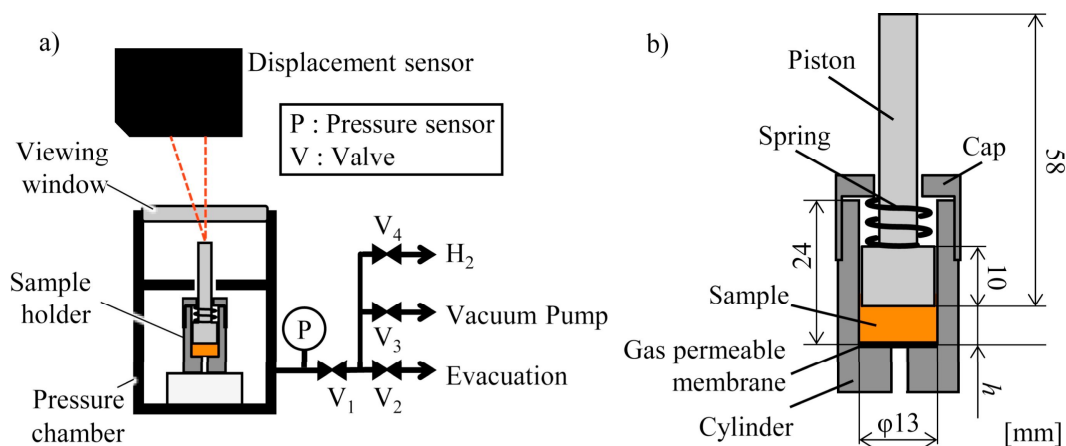 a)
Displacement sensor
P : Pressure sensor
V : Valve
Viewing
window
V4
H2
Sample
holder
P
Vacuum Pump
V3
Evacuation
V1
V2
Pressure
chamber
b)
Piston
Spring
Cap
58
24
10
Sample
Gas permeable
membrane
h
Cylinder
φ13
[mm]